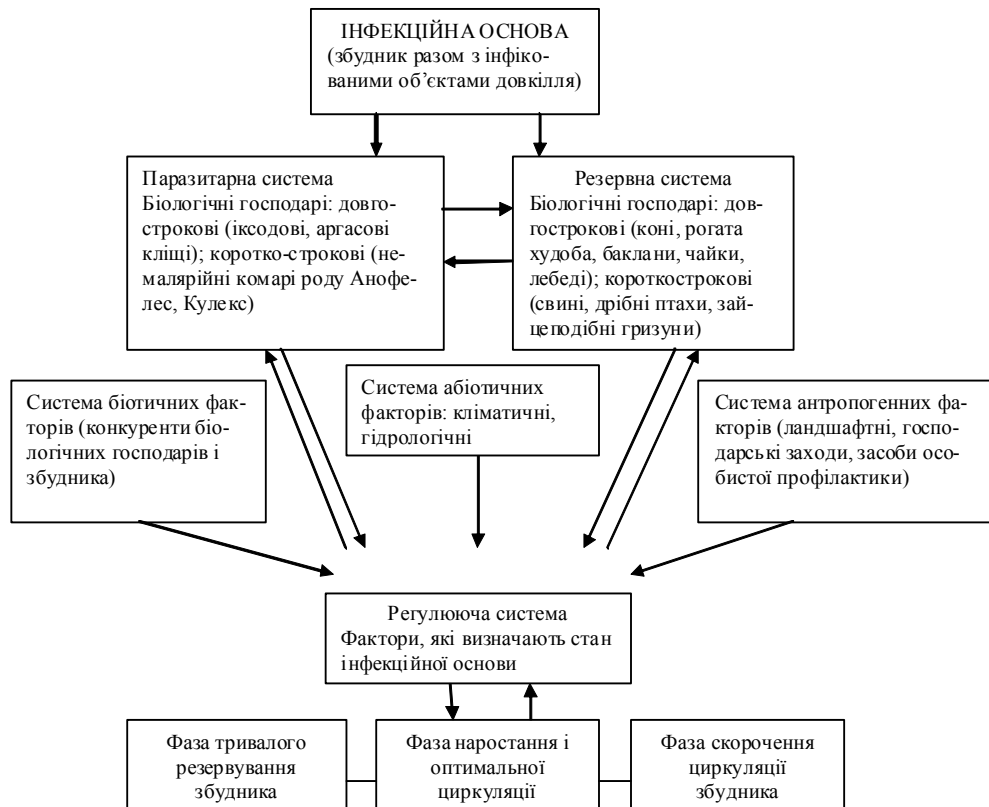 ІНФЕКЦІЙНА ОСНОВА
(збудник разом з інфіко-
ваними об’єктами довкілля)
Паразитарна система
Біологічні господарі: довго-
строкові (іксодові, аргасові
кліщі); коротко-строкові (не-
малярійні комарі роду Анофе-
лес, Кулекс)
Резервна система
Біологічні господарі: дов-
гострокові (коні, рогата
худоба, баклани, чайки,
лебеді); короткострокові
(свині, дрібні птахи, зай-
цеподібні гризуни)
Система біотичних фак-
торів (конкуренти біо-
логічних господарів і
збудника)
Система абіотичних
факторів: кліматичні,
гідрологічні
Система антропогенних фа-
кторів (ландшафтні, госпо-
дарські заходи, засоби осо-
бистої профілактики)
Регулююча система
Фактори, які визначають стан
інфекційної основи
Фаза тривалого
резервування
збудника
Фаза наростання і
оптимальної
циркуляції
Фаза скорочення
циркуляції
збудника